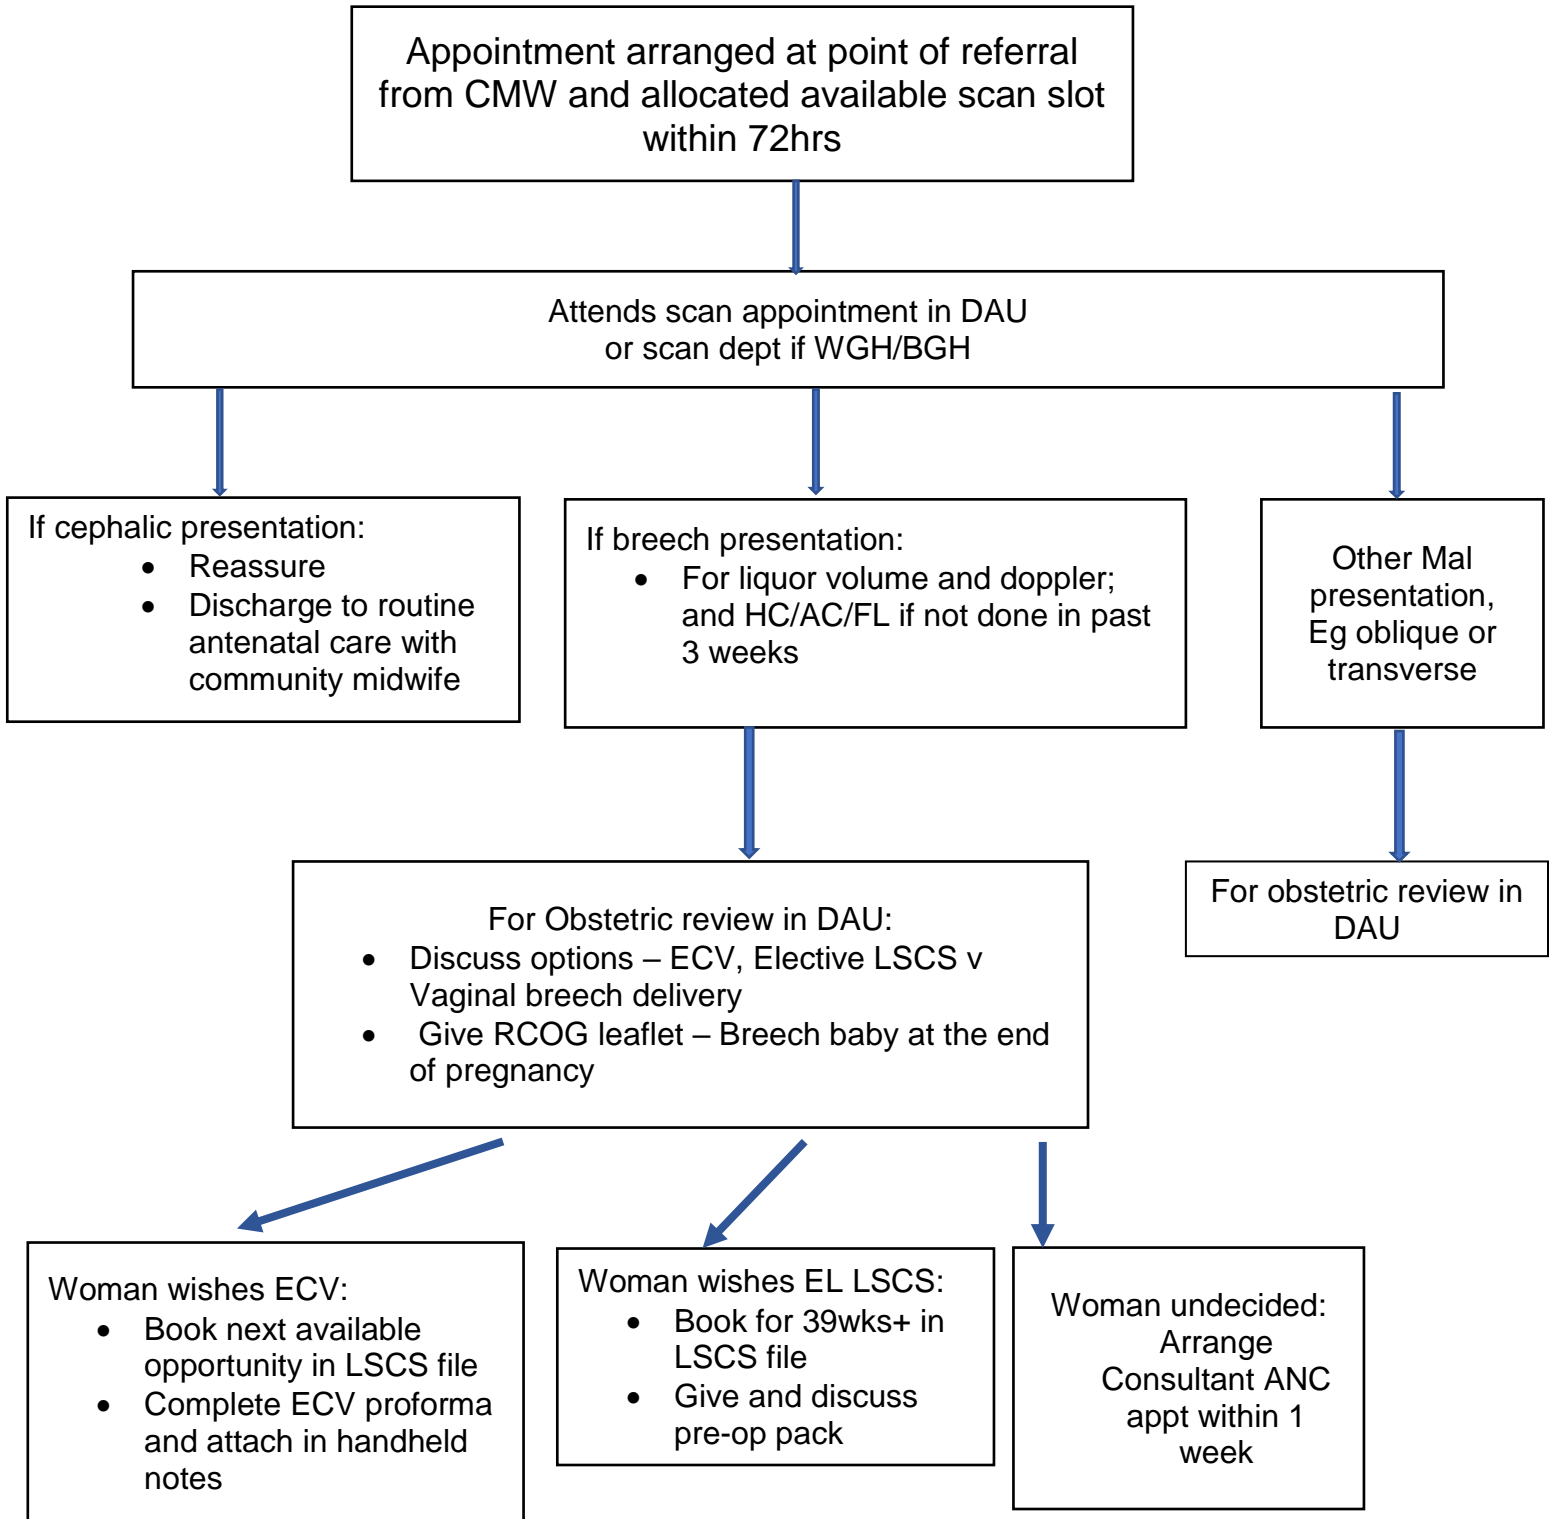 Appointment arranged at point of referral
from CMW and allocated available scan slot
within 72hrs
Attends scan appointment in DAU
or scan dept if WGH/BGH
If cephalic presentation:
• Reassure
• Discharge to routine
antenatal care with
community midwife
If breech presentation:
• For liquor volume and doppler;
and HC/AC/FL if not done in past
3 weeks
Other Mal
presentation,
Eg oblique or
transverse
For Obstetric review in DAU:
• Discuss options – ECV, Elective LSCS v
Vaginal breech delivery
• Give RCOG leaflet – Breech baby at the end
of pregnancy
For obstetric review in
DAU
Woman wishes ECV:
• Book next available
opportunity in LSCS file
• Complete ECV proforma
and attach in handheld
notes
Woman wishes EL LSCS:
• Book for 39wks+ in
LSCS file
• Give and discuss
pre-op pack
Woman undecided:
Arrange
Consultant ANC
appt within 1
week